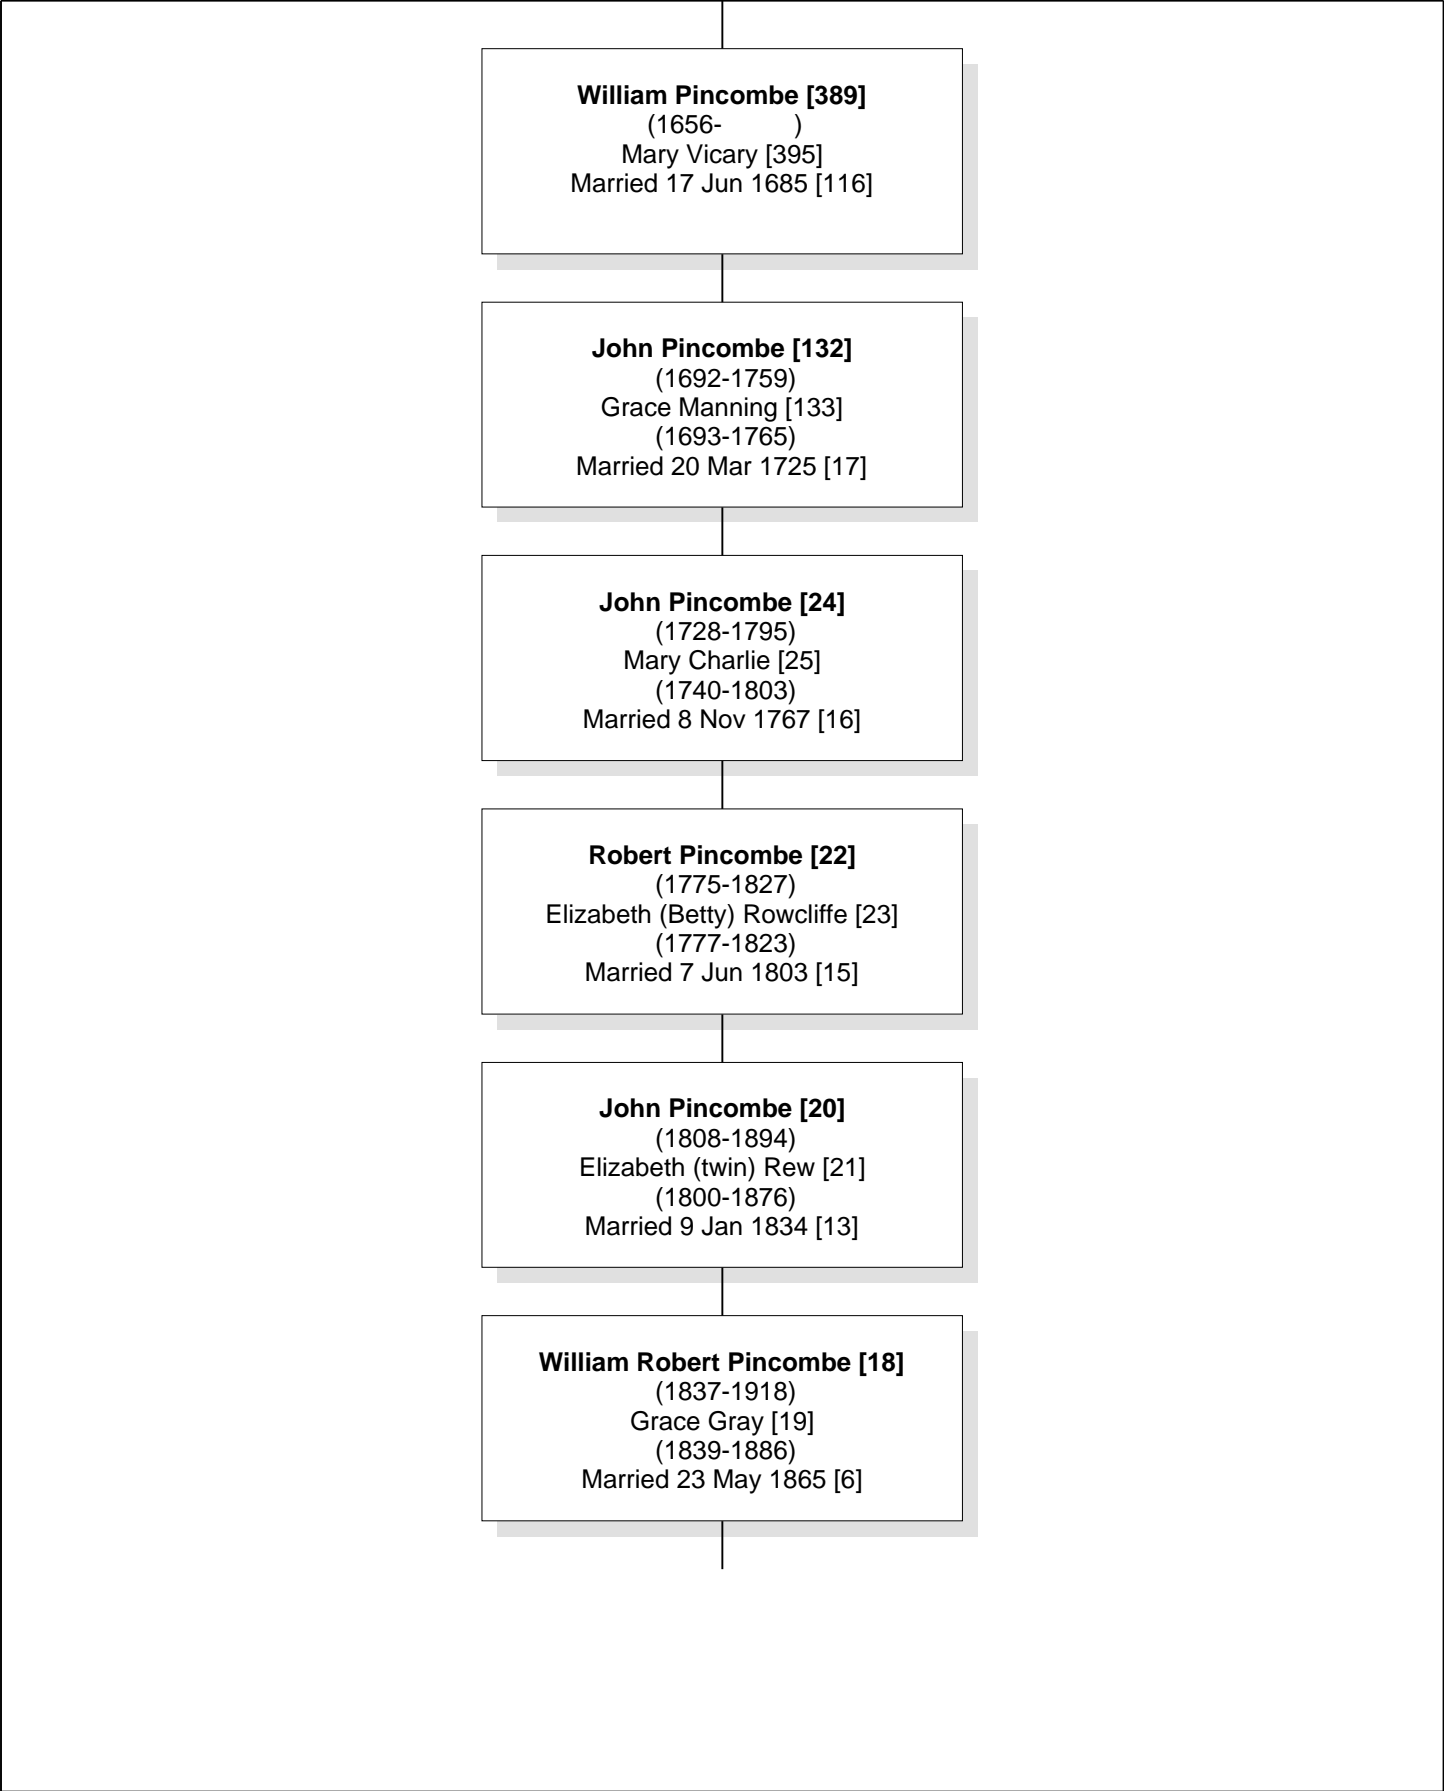 William Pincombe [389]
(1656-          )
Mary Vicary [395]
Married 17 Jun 1685 [116]
John Pincombe [132]
(1692-1759)
Grace Manning [133]
(1693-1765)
Married 20 Mar 1725 [17]
John Pincombe [24]
(1728-1795)
Mary Charlie [25]
(1740-1803)
Married 8 Nov 1767 [16]
Robert Pincombe [22]
(1775-1827)
Elizabeth (Betty) Rowcliffe [23]
(1777-1823)
Married 7 Jun 1803 [15]
John Pincombe [20]
(1808-1894)
Elizabeth (twin) Rew [21]
(1800-1876)
Married 9 Jan 1834 [13]
William Robert Pincombe [18]
(1837-1918)
Grace Gray [19]
(1839-1886)
Married 23 May 1865 [6]